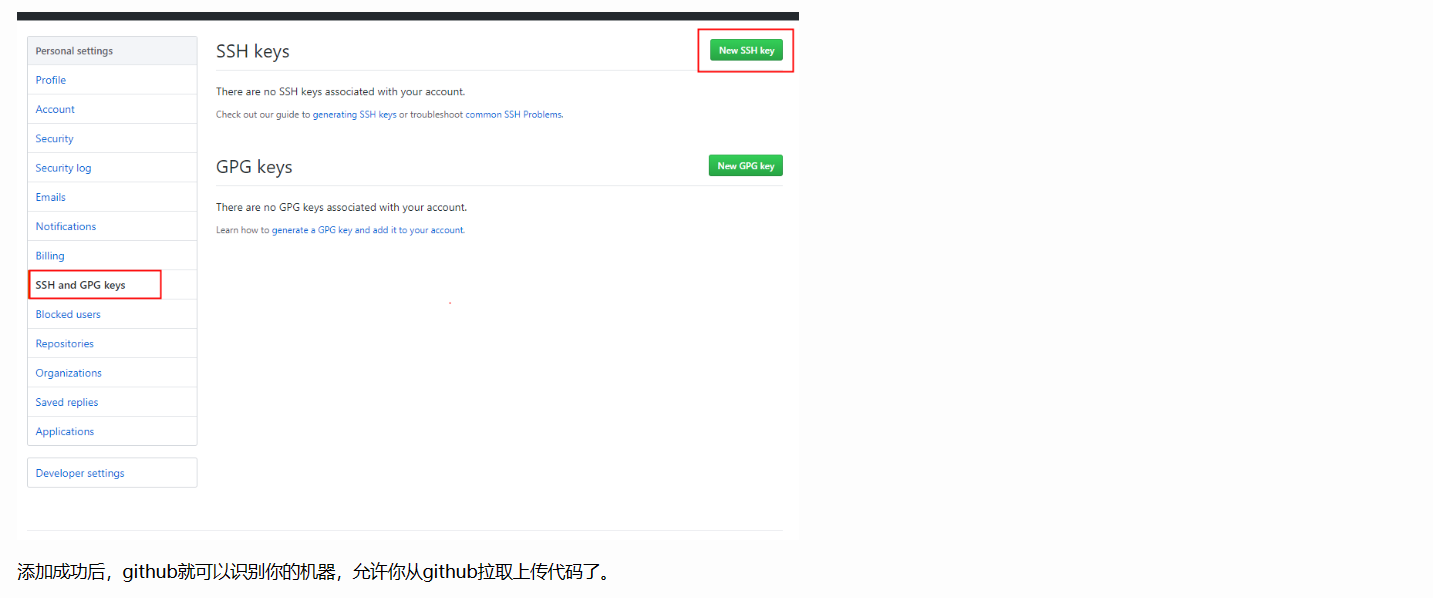 Personal settings
Profile
Account
Security
Security log
Emails
Notifications
Billing
SSH and GPG keys
Blocked users
Repositories
Organizations
Saved replies
Applications
Developer settings
SSH keys
New SSH key
There are no SSH keys associated with your account.
Check out our guide to generating SSH keys or troubleshoot common SSH Problems.
GPG keys
New GPG key
There are no GPG keys associated with your account.
Learn how to generate a GPG key and add it to your account.
添加成功后，github就可以识别你的机器，允许你从github拉取上传代码了。